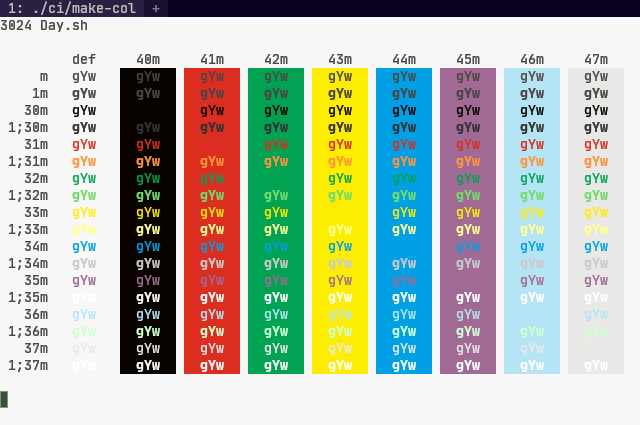 1: ./ci/make-col +
3024 Day.sh
def 40m 41m 42m 43m 44m 45m 46m 47m
m gYw gYw gYw gYw gYw gYw gYw gYw gYw
1m gYw gYw gYw gYw gYw gYw gYw gYw gYw
30m gYw gYw gYw gYw gYw gYw gYw gYw
1;30m gYw gYw gYw gYw gYw gYw gYw gYw gYw
31m gYw gYw gYw gYw gYw gYw gYw gYw
1;31m gYw gYw gYw gYw gYw gYw gYw gYw gYw
32m gYw gYw gYw gYw gYw gYw gYw gYw
1;32m gYw gYw gYw gYw gYw gYw gYw gYw gYw
33m gYw gYw gYw gYw gYw gYw gYw gYw
1;33m gYw gYw gYw gYw gYw gYw gYw gYw gYw
34m gYw gYw gYw gYw gYw gYw gYw gYw
1;34m gYw gYw gYw gYw gYw gYw gYw gYw gYw
35m gYw gYw gYw gYw gYw gYw gYw gYw
1;35m gYw gYw gYw gYw gYw gYw gYw gYw gYw
36m gYw gYw gYw gYw gYw gYw gYw gYw
1;36m gYw gYw gYw gYw gYw gYw gYw gYw gYw
37m gYw gYw gYw gYw gYw gYw gYw gYw
1;37m gYw gYw gYw gYw gYw gYw gYw gYw gYw